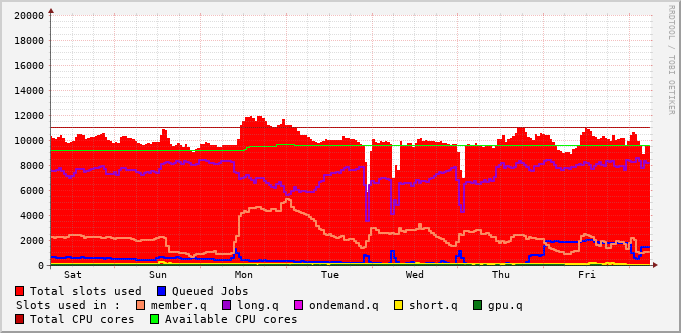 20000
18000
16000
14000
12000
10000
8000
6000
4000
2000
0
Sat Sun Mon Tue Wed Thu Fri
Total slots used Queued Jobs
Slots used in : member.q long.q ondemand.q short.q gpu.q
Total CPU cores Available CPU cores
RRDTOOL / TOBI OETIKER